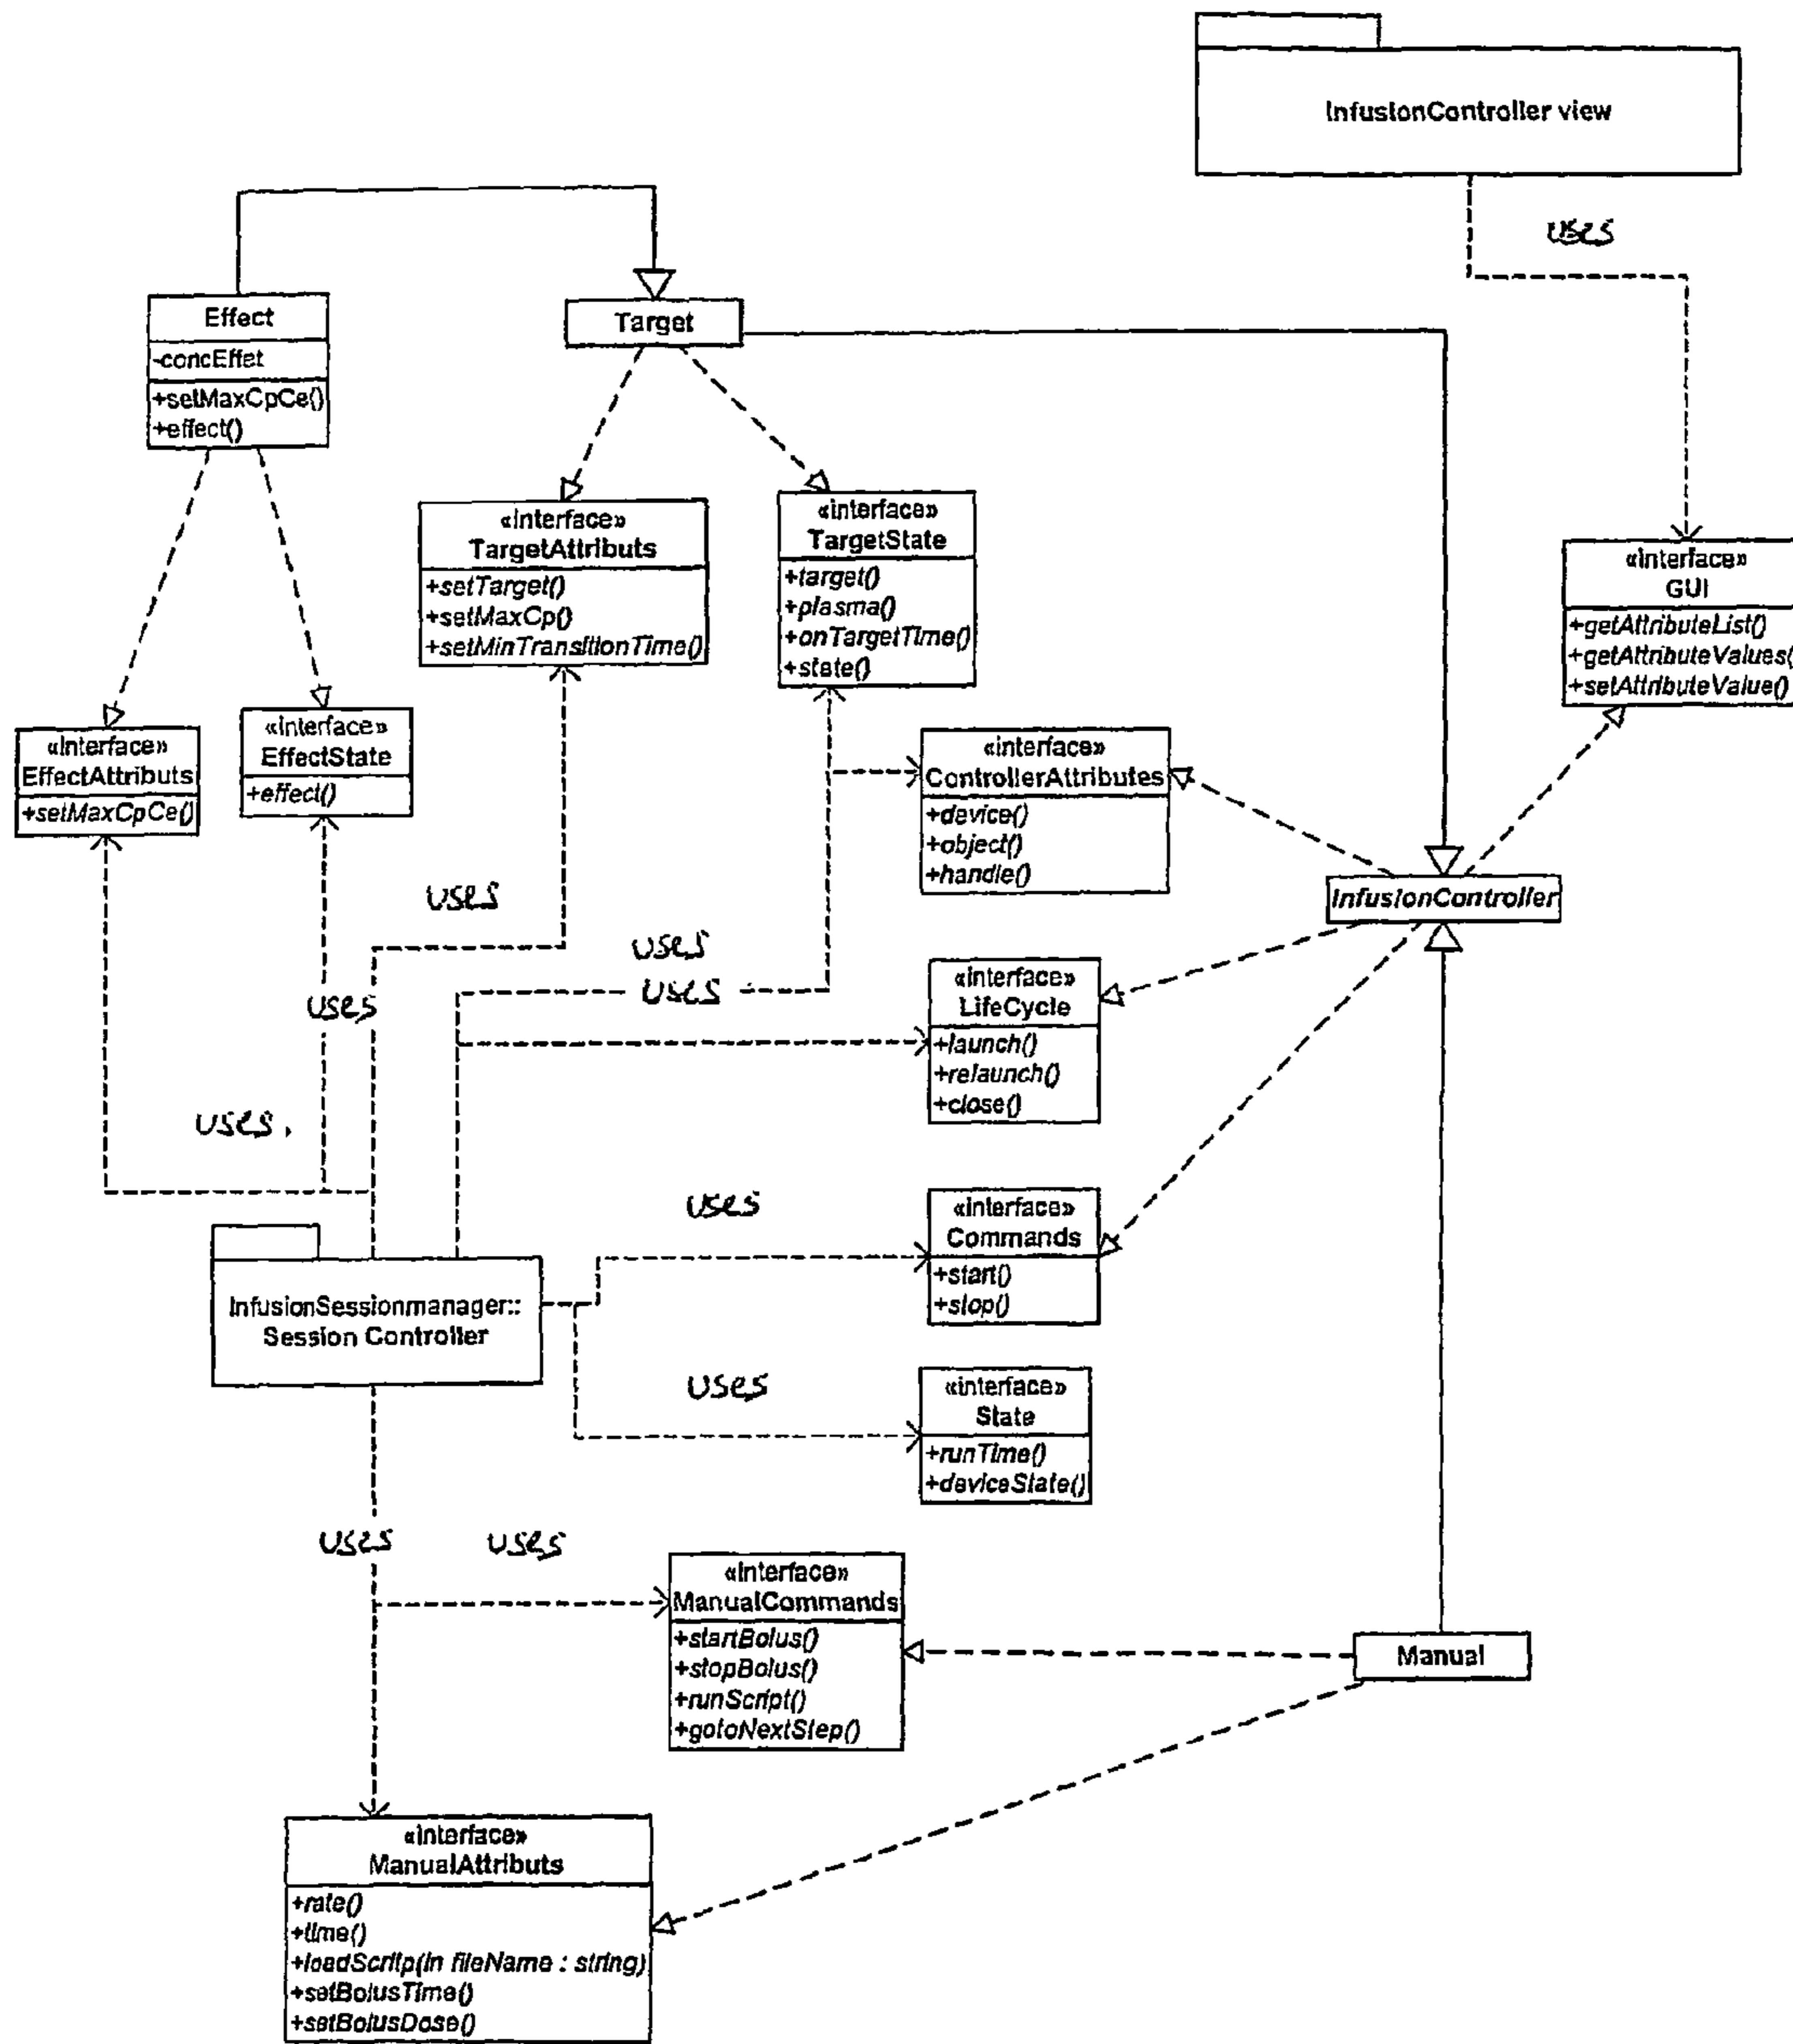 InfusionController view
uses
Effect
-concEffet
+setMaxCpCe()
+effect()
Target
«interface»
TargetAttributs
+setTarget()
+setMaxCp()
+setMinTransitionTime()
«interface»
TargetState
+target()
+plasma()
+onTargetTime()
+state()
«interface»
GUI
+getAttributeList()
+getAttributeValues()
+setAttributeValue()
«interface»
EffectAttributs
+setMaxCpCe()
«interface»
EffectState
+effect()
«interface»
ControllerAttributes
+device()
+object()
+handle()
InfusionController
uses
uses
uses
uses
uses.
«interface»
LifeCycle
+launch()
+relaunch()
+close()
InfusionSessionmanager::
Session Controller
uses
«interface»
Commands
+start()
+stop()
uses
«interface»
State
+runTime()
+deviceState()
uses
uses
«interface»
ManualCommands
+startBolus()
+stopBolus()
+runScript()
+gotoNextStep()
Manual
«interface»
ManualAttributs
+rate()
+time()
+loadScritp(in fileName : string)
+setBolusTime()
+setBolusDose()